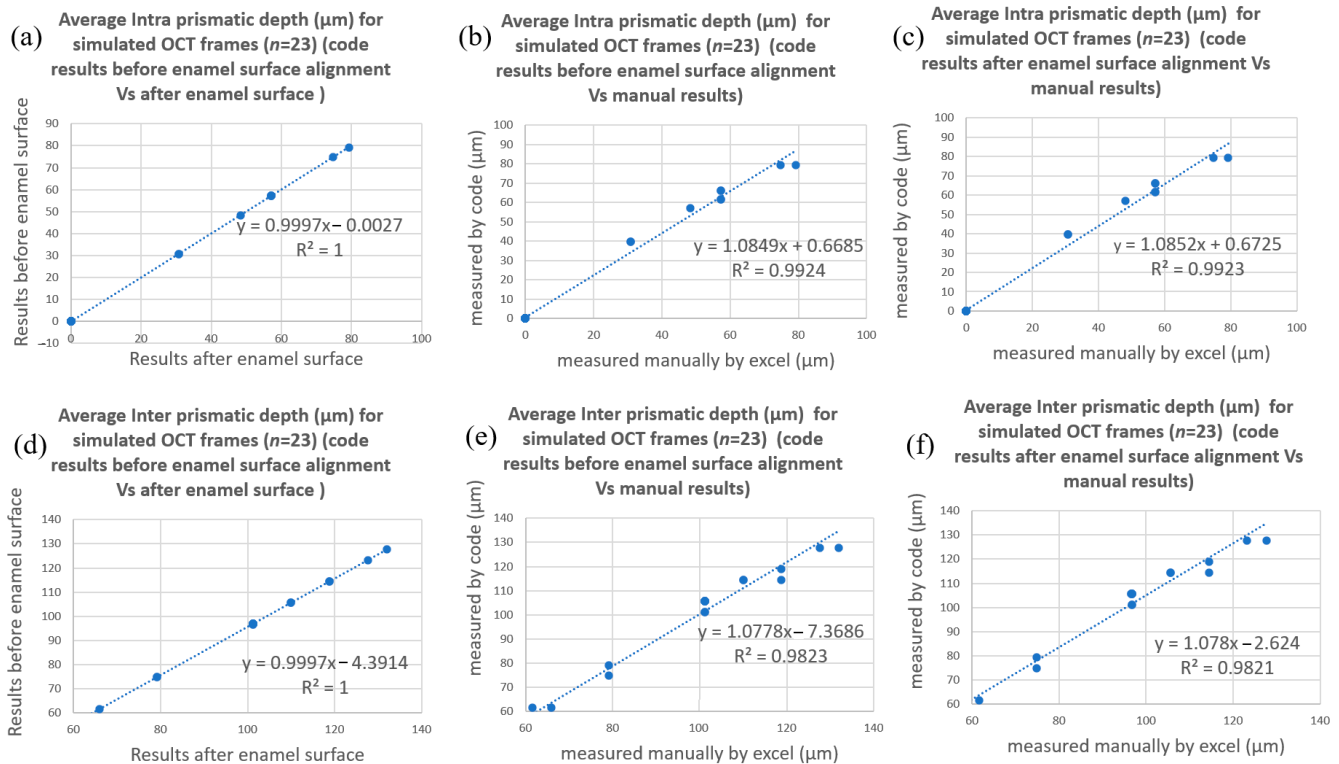 (a)
Average Intra prismatic depth (μm) for
simulated OCT frames (n=23) (code
results before enamel surface alignment
Vs after enamel surface )
Results before enamel surface
90
80
70
60
50
40
30
20
10
0
−10
y = 0.9997x− 0.0027
R² = 1
0 20 40 60 80 100
Results after enamel surface
(b)
Average Intra prismatic depth (μm) for
simulated OCT frames (n=23) (code
results before enamel surface alignment
Vs manual results)
measured by code (μm)
100
90
80
70
60
50
40
30
20
10
0
y = 1.0849x + 0.6685
R² = 0.9924
0 20 40 60 80 100
measured manually by excel (μm)
(c)
Average Intra prismatic depth (μm) for
simulated OCT frames (n=23) (code
results after enamel surface alignment Vs
manual results)
measured by code (μm)
100
90
80
70
60
50
40
30
20
10
0
y = 1.0852x + 0.6725
R² = 0.9923
0 20 40 60 80 100
measured manually by excel (μm)
(d)
Average Inter prismatic depth (μm) for
simulated OCT frames (n=23) (code
results before enamel surface alignment
Vs after enamel surface )
Results before enamel surface
140
130
120
110
100
90
80
70
60
y = 0.9997x−4.3914
R² = 1
60 80 100 120 140
Results after enamel surface
(e)
Average Inter prismatic depth (μm) for
simulated OCT frames (n=23) (code
results before enamel surface alignment
Vs manual results)
measured by code (μm)
140
130
120
110
100
90
80
70
60
y = 1.0778x− 7.3686
R² = 0.9823
60 80 100 120 140
measured manually by excel (μm)
(f)
Average Inter prismatic depth (μm) for
simulated OCT frames (n=23) (code
results after enamel surface alignment Vs
manual results)
measured by code (μm)
140
130
120
110
100
90
80
70
60
y = 1.078x −2.624
R² = 0.9821
60 80 100 120 140
measured manually by excel (μm)